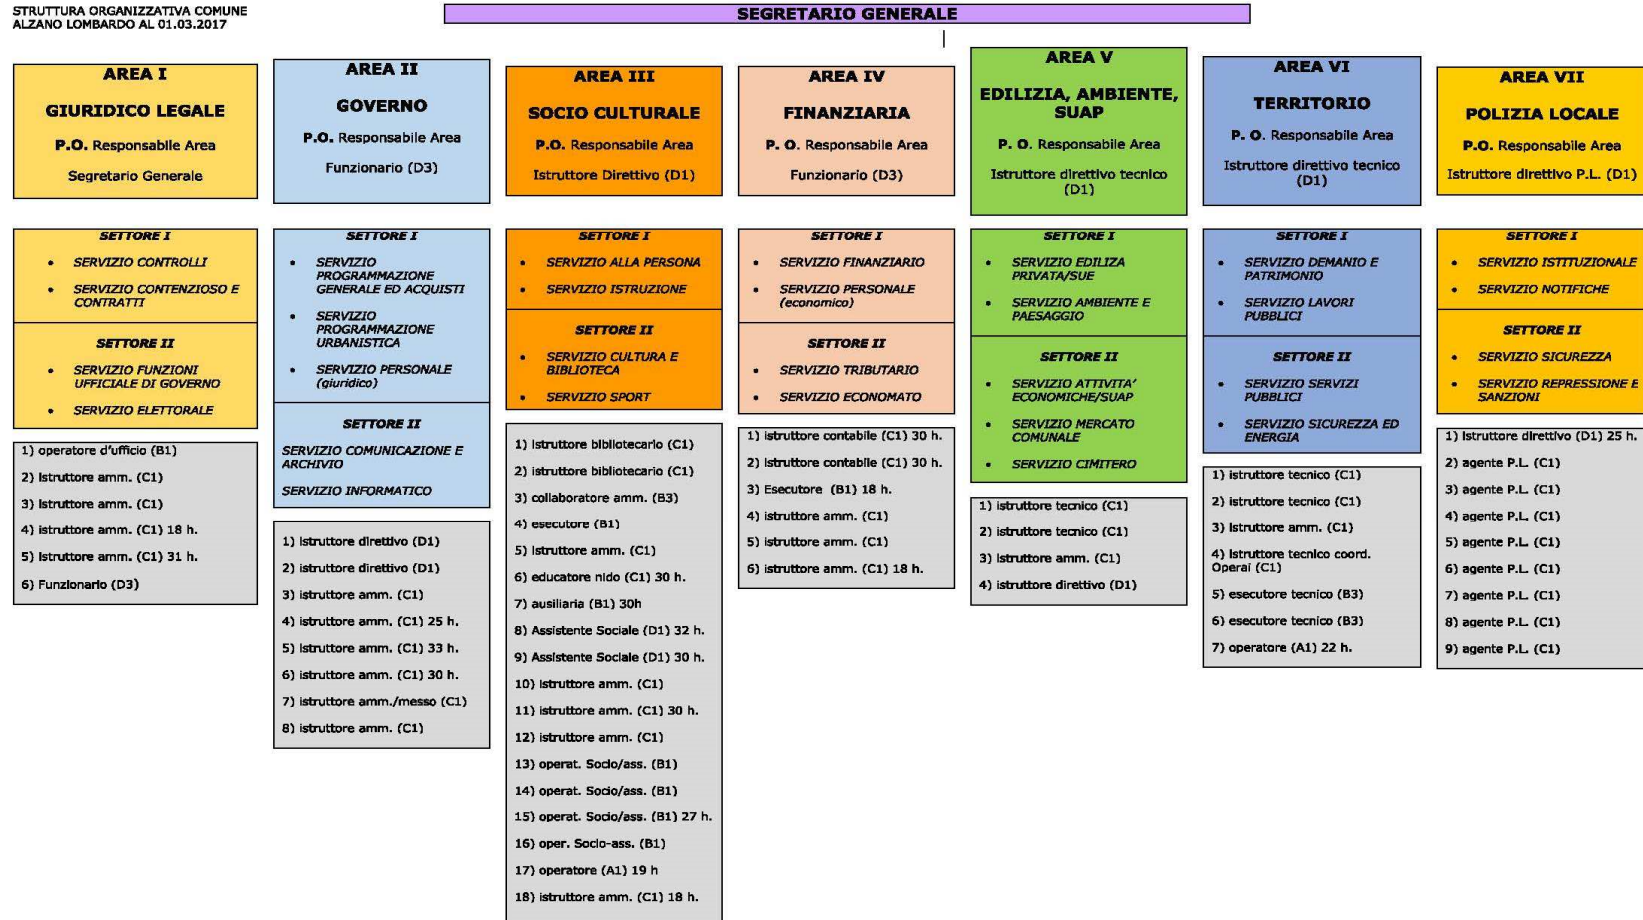 STRUTTURA ORGANIZZATIVA COMUNE
ALZANO LOMBARDO AL 01.03.2017
SEGRETARIO GENERALE
AREA I
GIURIDICO LEGALE
P.O. Responsabile Area
Segretario Generale
SETTORE I
• SERVIZIO CONTROLLI
• SERVIZIO CONTENZIOSO E
CONTRATTI
SETTORE II
• SERVIZIO FUNZIONI
UFFICIALE DI GOVERNO
• SERVIZIO ELETTORALE
1) operatore d'ufficio (B1)
2) istruttore amm. (C1)
3) istruttore amm. (C1)
4) istruttore amm. (C1) 18 h.
5) istruttore amm. (C1) 31 h.
6) Funzionario (D3)
AREA II
GOVERNO
P.O. Responsabile Area
Funzionario (D3)
SETTORE I
• SERVIZIO
PROGRAMMAZIONE
GENERALE ED ACQUISTI
• SERVIZIO
PROGRAMMAZIONE
URBANISTICA
• SERVIZIO PERSONALE
(giuridico)
SETTORE II
SERVIZIO COMUNICAZIONE E
ARCHIVIO
SERVIZIO INFORMATICO
1) istruttore direttivo (D1)
2) istruttore direttivo (D1)
3) istruttore amm. (C1)
4) istruttore amm. (C1) 25 h.
5) istruttore amm. (C1) 33 h.
6) istruttore amm. (C1) 30 h.
7) istruttore amm./messo (C1)
8) istruttore amm. (C1)
AREA III
SOCIO CULTURALE
P.O. Responsabile Area
Istruttore Direttivo (D1)
SETTORE I
• SERVIZIO ALLA PERSONA
• SERVIZIO ISTRUZIONE
SETTORE II
• SERVIZIO CULTURA E
BIBLIOTECA
• SERVIZIO SPORT
1) istruttore bibliotecario (C1)
2) istruttore bibliotecario (C1)
3) collaboratore amm. (B3)
4) esecutore (B1)
5) istruttore amm. (C1)
6) educatore nido (C1) 30 h.
7) ausiliaria (B1) 30h
8) Assistente Sociale (D1) 32 h.
9) Assistente Sociale (D1) 30 h.
10) istruttore amm. (C1)
11) istruttore amm. (C1) 30 h.
12) istruttore amm. (C1)
13) operat. Socio/ass. (B1)
14) operat. Socio/ass. (B1)
15) operat. Socio/ass. (B1) 27 h.
16) oper. Socio-ass. (B1)
17) operatore (A1) 19 h
18) istruttore amm. (C1) 18 h.
AREA IV
FINANZIARIA
P. O. Responsabile Area
Funzionario (D3)
SETTORE I
• SERVIZIO FINANZIARIO
• SERVIZIO PERSONALE
(economico)
SETTORE II
• SERVIZIO TRIBUTARIO
• SERVIZIO ECONOMATO
1) istruttore contabile (C1) 30 h.
2) istruttore contabile (C1) 30 h.
3) Esecutore (B1) 18 h.
4) istruttore amm. (C1)
5) istruttore amm. (C1)
6) istruttore amm. (C1) 18 h.
AREA V
EDILIZIA, AMBIENTE,
SUAP
P. O. Responsabile Area
Istruttore direttivo tecnico
(D1)
SETTORE I
• SERVIZIO EDILIZA
PRIVATA/SUE
• SERVIZIO AMBIENTE E
PAESAGGIO
SETTORE II
• SERVIZIO ATTIVITA'
ECONOMICHE/SUAP
• SERVIZIO MERCATO
COMUNALE
• SERVIZIO CIMITERO
1) istruttore tecnico (C1)
2) istruttore tecnico (C1)
3) istruttore amm. (C1)
4) istruttore direttivo (D1)
AREA VI
TERRITORIO
P. O. Responsabile Area
Istruttore direttivo tecnico
(D1)
SETTORE I
• SERVIZIO DEMANIO E
PATRIMONIO
• SERVIZIO LAVORI
PUBBLICI
SETTORE II
• SERVIZIO SERVIZI
PUBBLICI
• SERVIZIO SICUREZZA ED
ENERGIA
1) istruttore tecnico (C1)
2) istruttore tecnico (C1)
3) istruttore amm. (C1)
4) istruttore tecnico coord.
Operai (C1)
5) esecutore tecnico (B3)
6) esecutore tecnico (B3)
7) operatore (A1) 22 h.
AREA VII
POLIZIA LOCALE
P.O. Responsabile Area
Istruttore direttivo P.L. (D1)
SETTORE I
• SERVIZIO ISTITUZIONALE
• SERVIZIO NOTIFICHE
SETTORE II
• SERVIZIO SICUREZZA
• SERVIZIO REPRESSIONE E
SANZIONI
1) Istruttore direttivo (D1) 25 h.
2) agente P.L. (C1)
3) agente P.L. (C1)
4) agente P.L. (C1)
5) agente P.L. (C1)
6) agente P.L. (C1)
7) agente P.L. (C1)
8) agente P.L. (C1)
9) agente P.L. (C1)